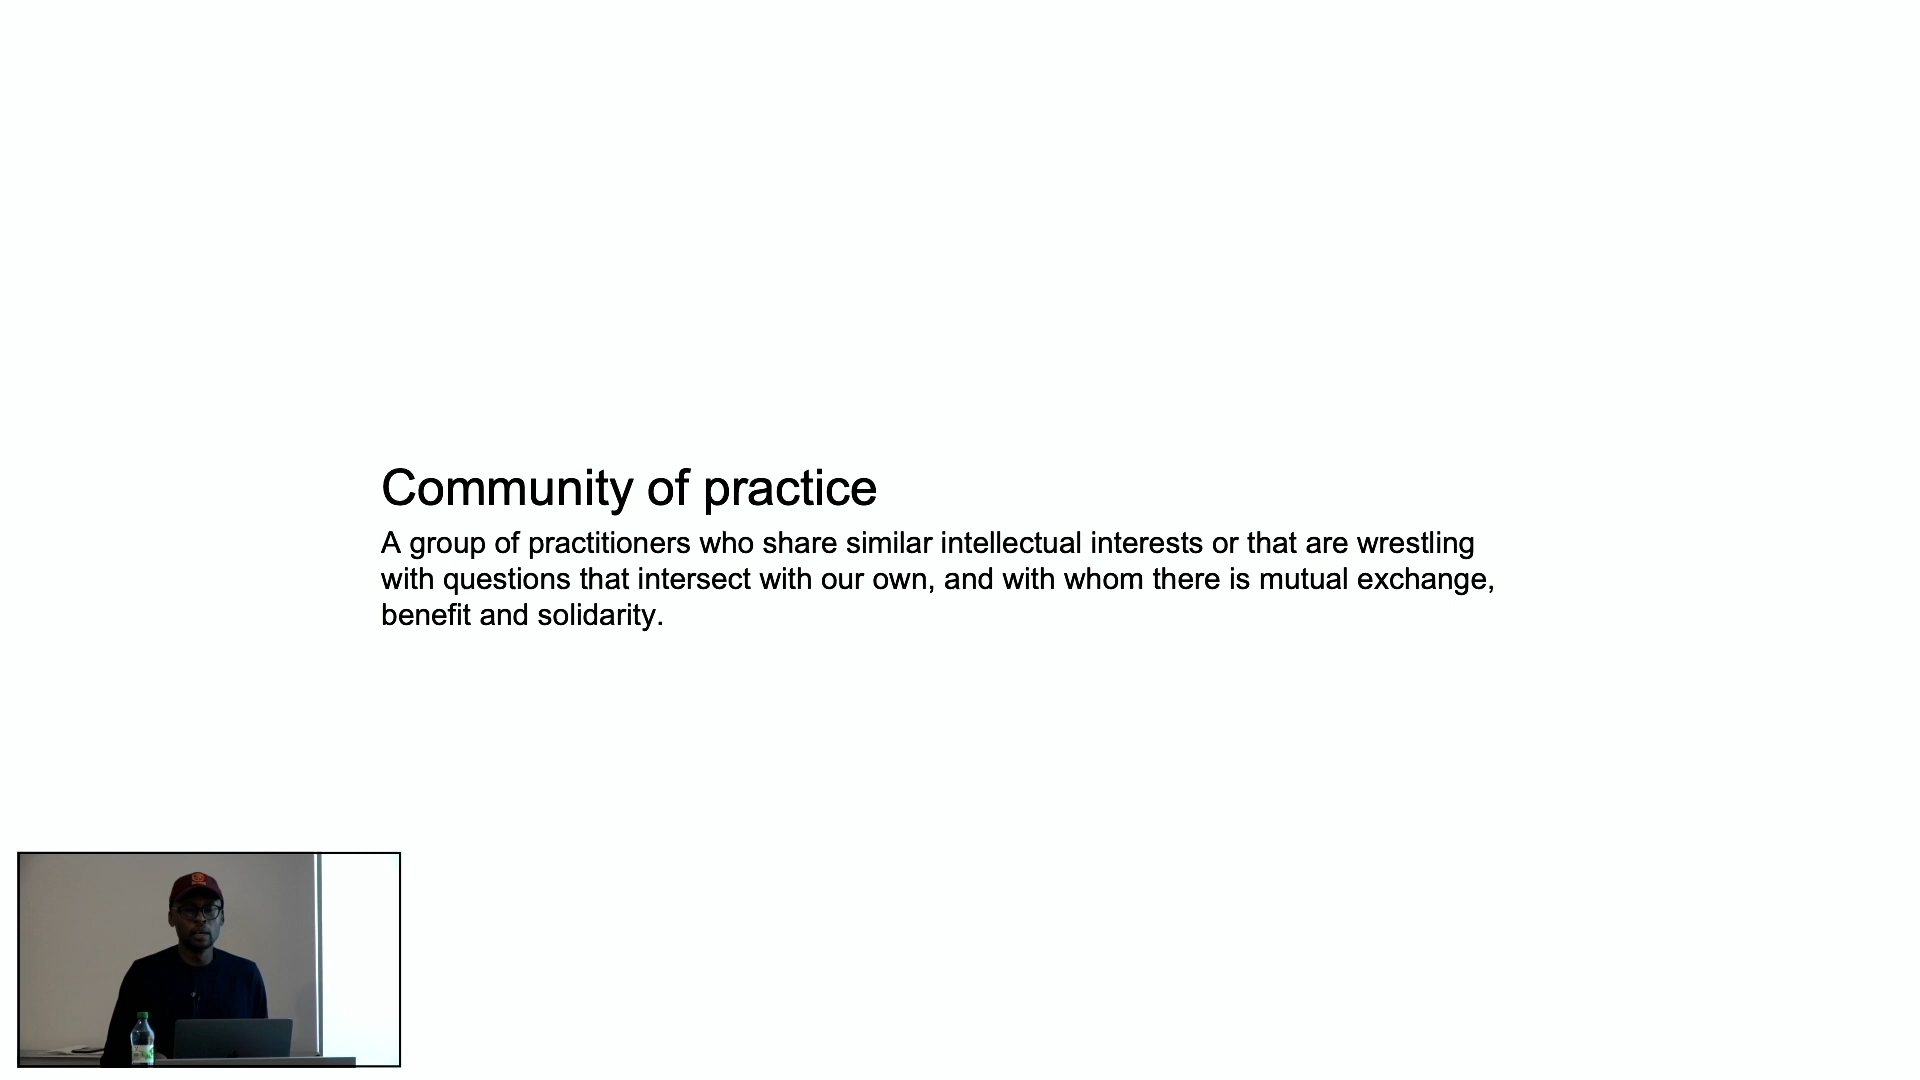 Community of practice
A group of practitioners who share similar intellectual interests or that are wrestling
with questions that intersect with our own, and with whom there is mutual exchange,
benefit and solidarity.